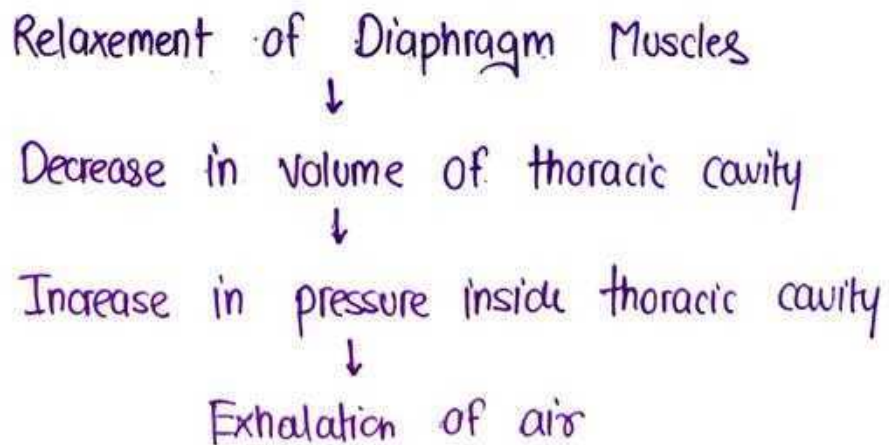 Relaxement of Diaphragm Muscles
↓
Decrease in volume of thoracic cavity
↓
Increase in pressure inside thoracic cavity
↓
Exhalation of air